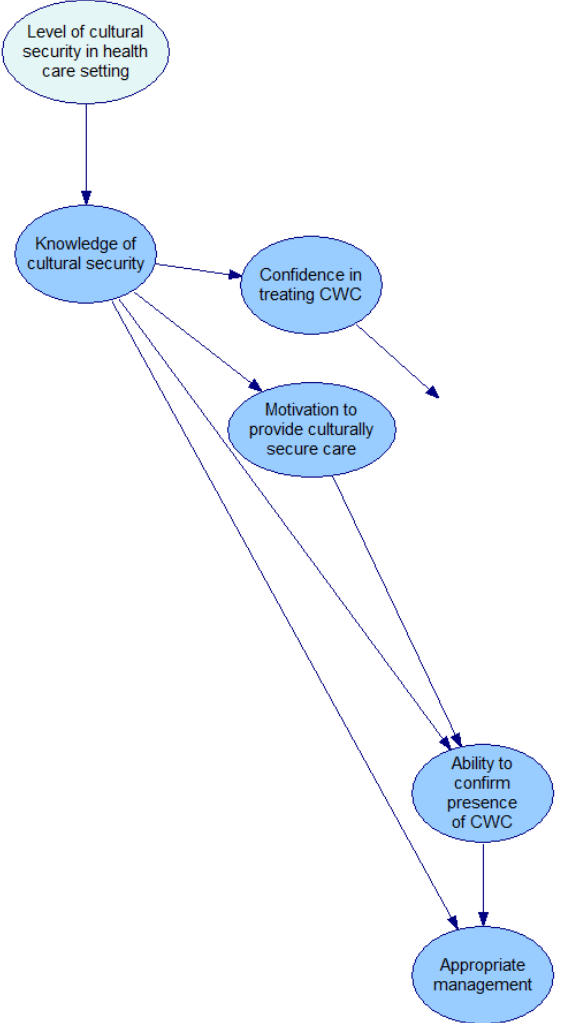 Level of cultural
security in health
care setting
Knowledge of
cultural security
Confidence in
treating CWC
Motivation to
provide culturally
secure care
Ability to
confirm
presence
of CWC
Appropriate
management